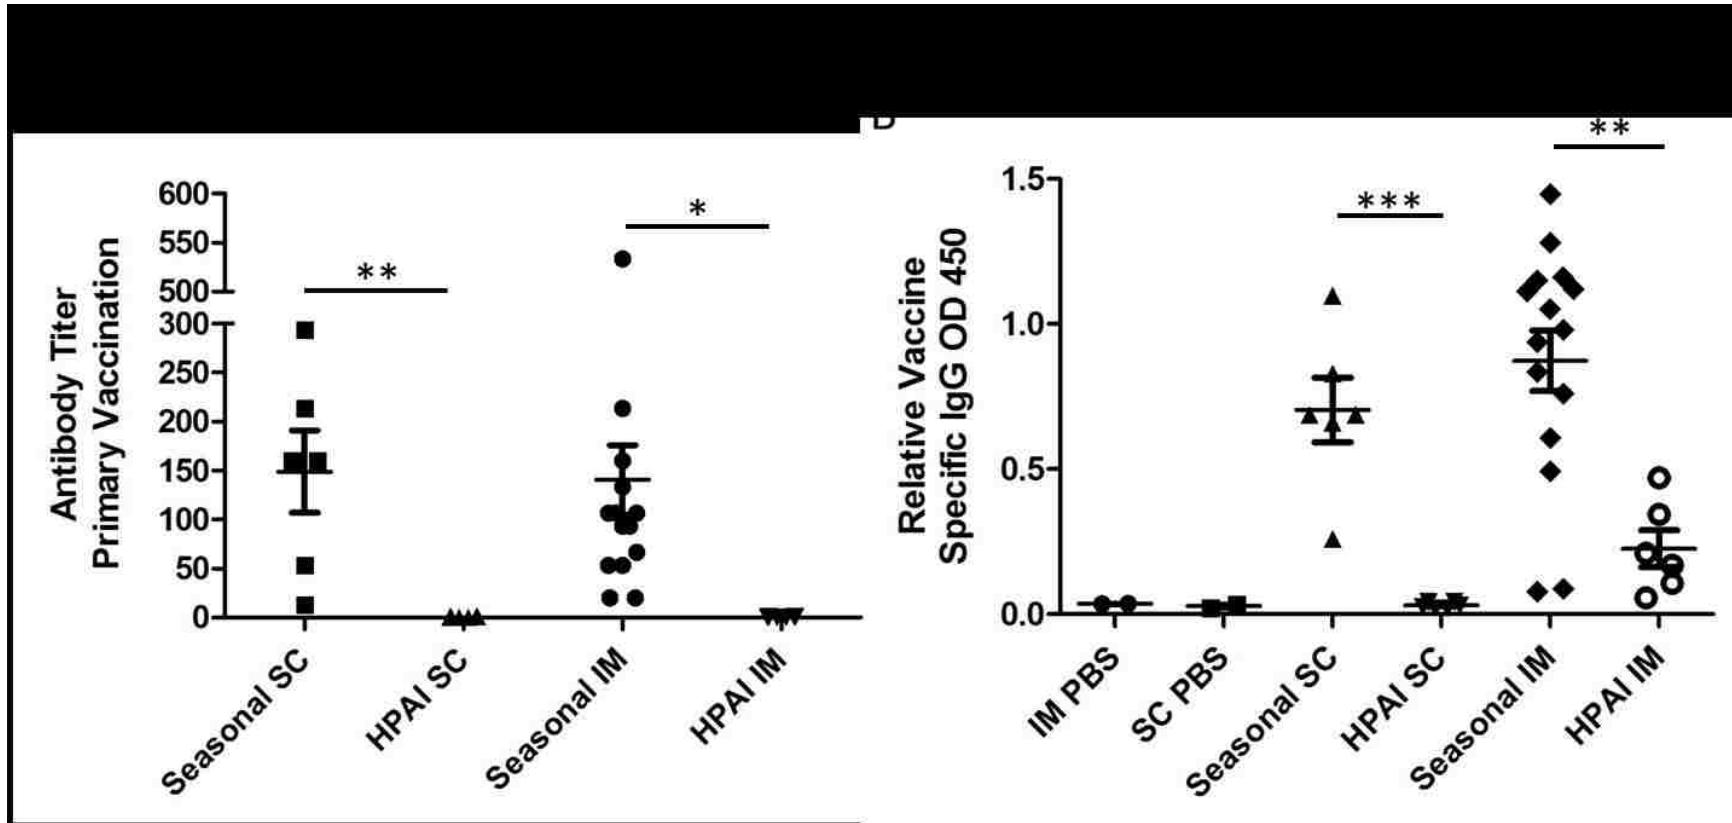 600
550
500
300
250
200
150
100
50
0
Antibody Titer
Primary Vaccination
**
*
Seasonal SC
HPAI SC
Seasonal IM
HPAI IM
1.5
1.0
0.5
0.0
Relative Vaccine
Specific IgG OD 450
***
**
IM PBS
SC PBS
Seasonal SC
HPAI SC
Seasonal IM
HPAI IM